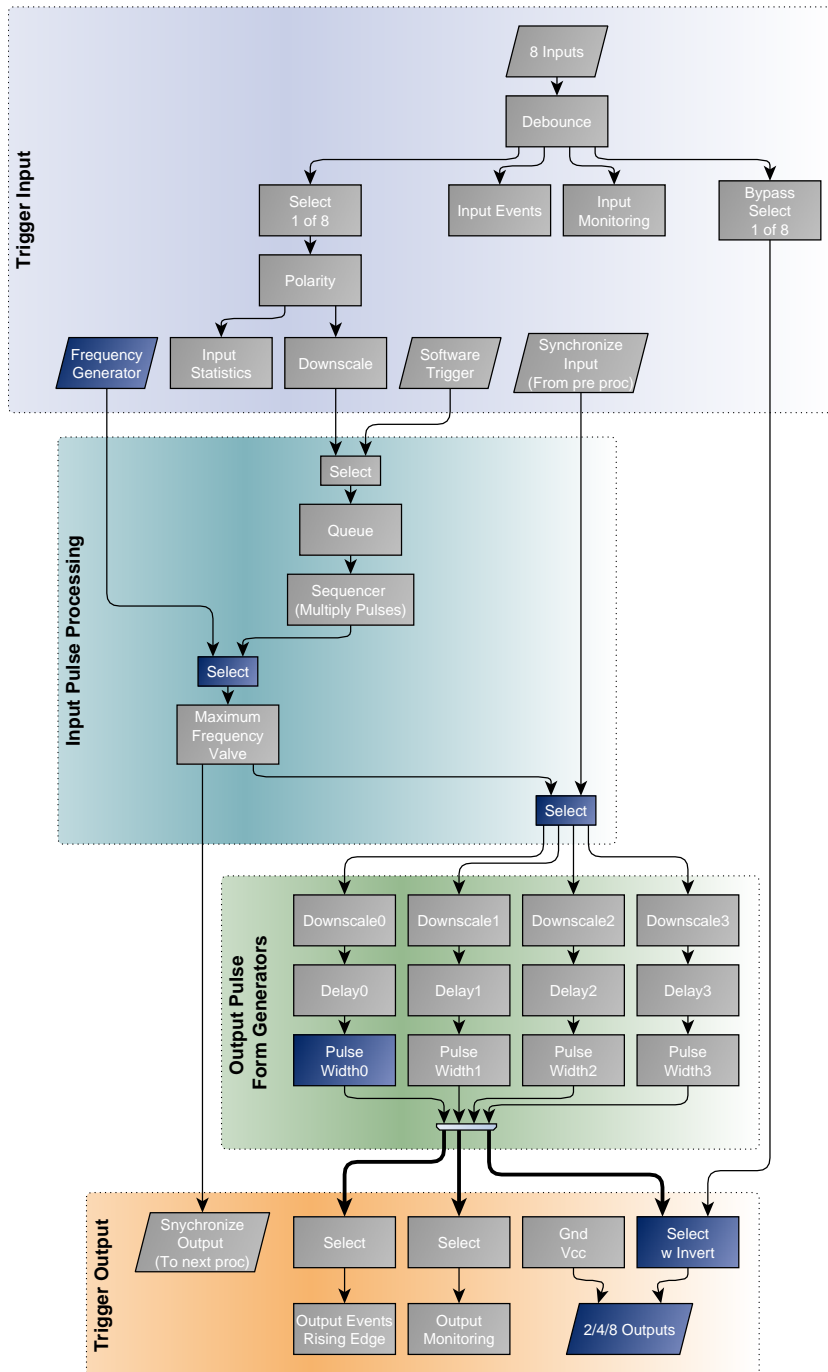 8 Inputs
Debounce
Select
1 of 8
Input Events
Input
Monitoring
Bypass
Select
1 of 8
Trigger Input
Polarity
Frequency
Generator
Input
Statistics
Downscale
Software
Trigger
Synchronize
Input
(From pre proc)
Select
Queue
Input Pulse Processing
Sequencer
(Multiply Pulses)
Select
Maximum
Frequency
Valve
Select
Output Pulse
Form Generators
Downscale0
Downscale1
Downscale2
Downscale3
Delay0
Delay1
Delay2
Delay3
Pulse
Width0
Pulse
Width1
Pulse
Width2
Pulse
Width3
Trigger Output
Snychronize
Output
(To next proc)
Select
Select
Gnd
Vcc
Select
w Invert
Output Events
Rising Edge
Output
Monitoring
2/4/8 Outputs